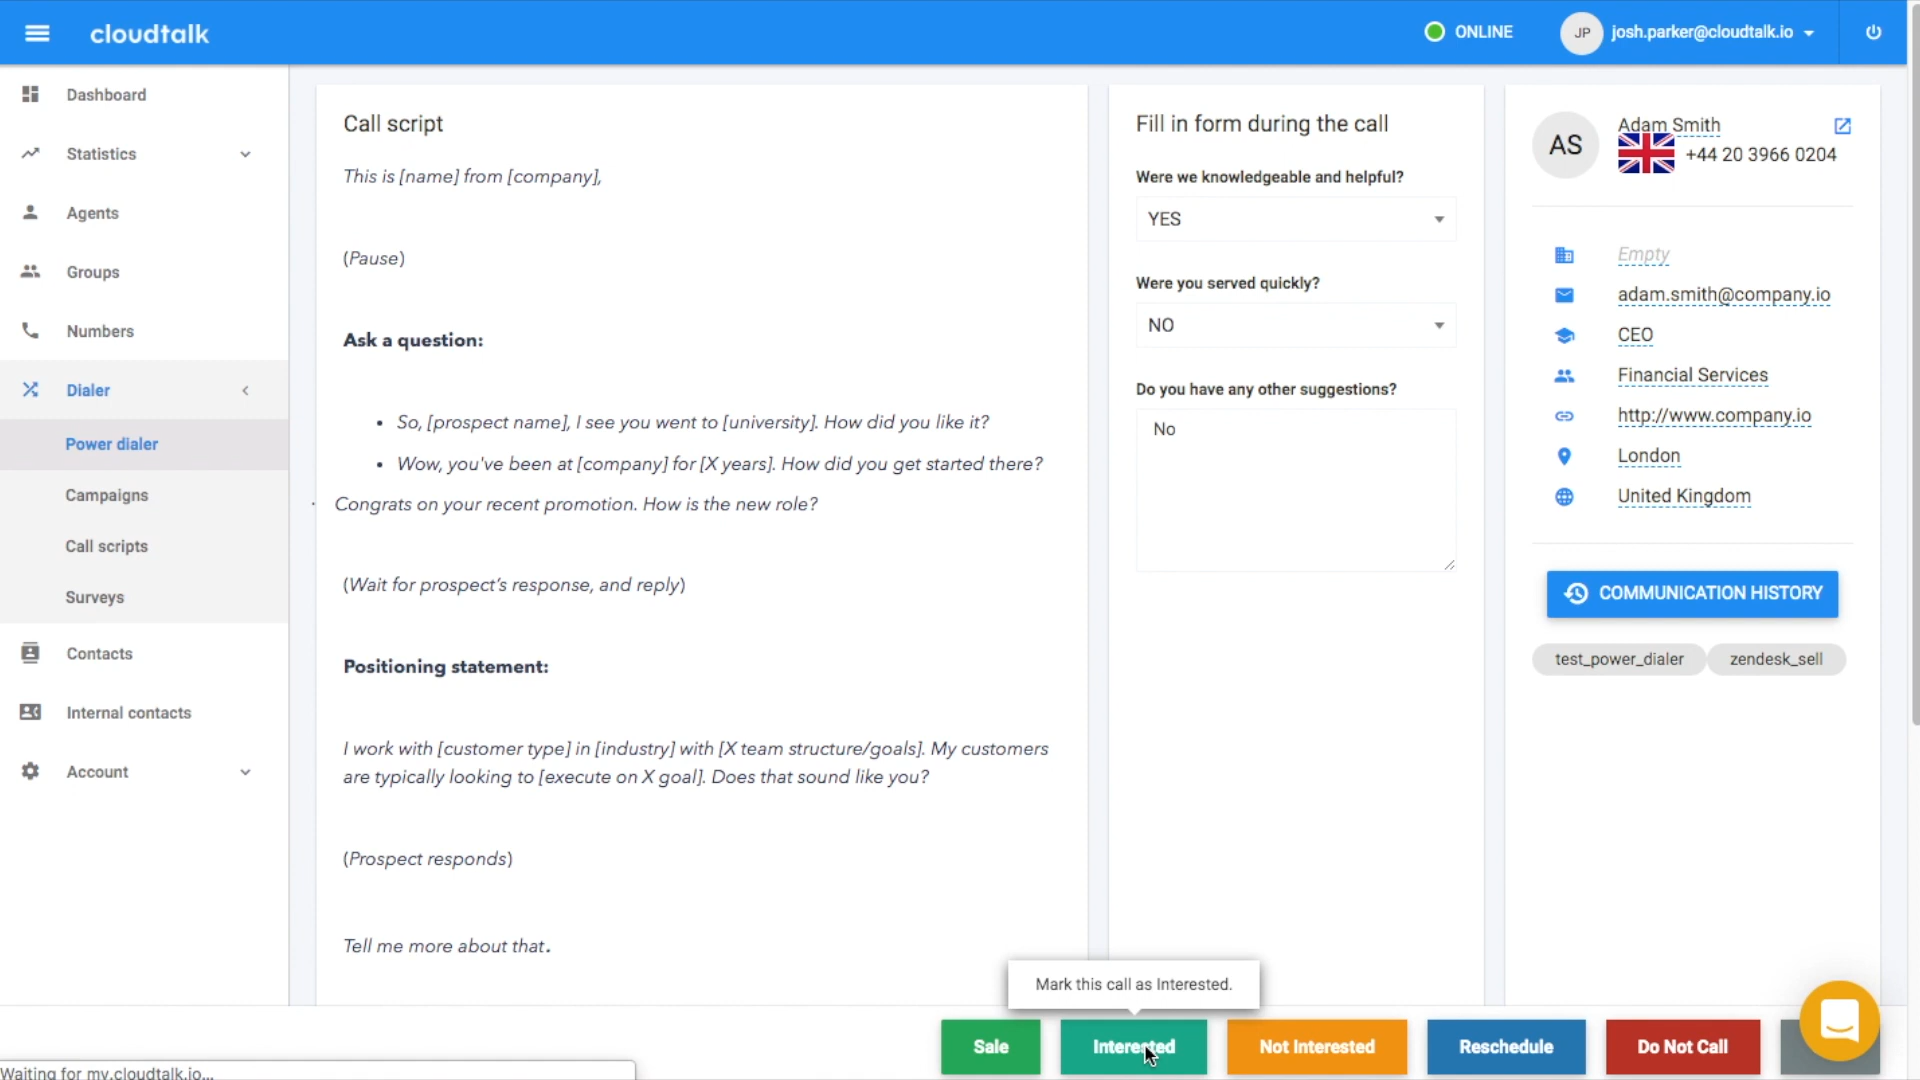 cloudtalk
ONLINE
JP
josh.parker@cloudtalk.io
Dashboard
Statistics
Agents
Groups
Numbers
Dialer
Power dialer
Campaigns
Call scripts
Surveys
Contacts
Internal contacts
Account
Call script
This is [name] from [company],
(Pause)
Ask a question:
• So, [prospect name], I see you went to [university]. How did you like it?
• Wow, you've been at [company] for [X years]. How did you get started there?
· Congrats on your recent promotion. How is the new role?
(Wait for prospect's response, and reply)
Positioning statement:
I work with [customer type] in [industry] with [X team structure/goals]. My customers
are typically looking to [execute on X goal]. Does that sound like you?
(Prospect responds)
Tell me more about that.
Fill in form during the call
Were we knowledgeable and helpful?
YES
Were you served quickly?
NO
Do you have any other suggestions?
No
AS
Adam Smith
+44 20 3966 0204
Empty
adam.smith@company.io
CEO
Financial Services
http://www.company.io
London
United Kingdom
COMMUNICATION HISTORY
test_power_dialer
zendesk_sell
Mark this call as Interested.
Sale
Interested
Not Interested
Reschedule
Do Not Call
Waiting for my.cloudtalk.io...